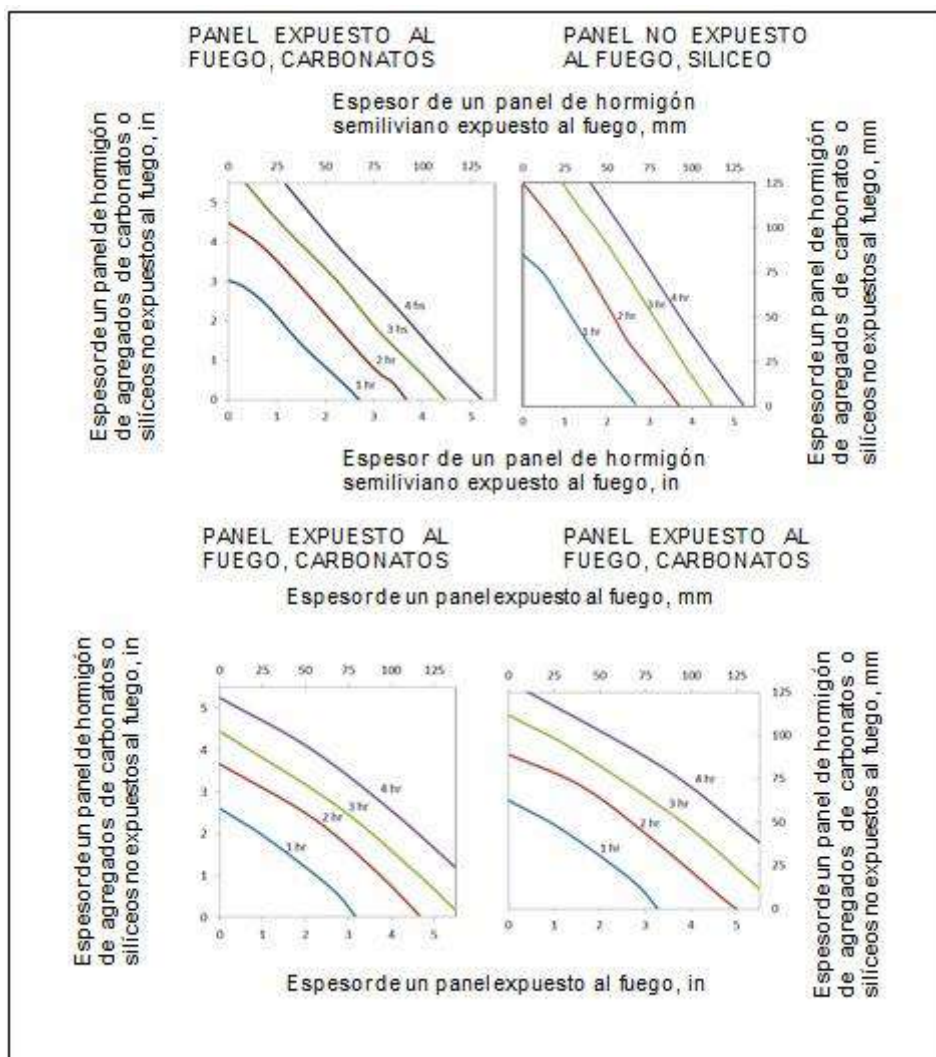 PANEL EXPUESTO AL
FUEGO, CARBONATOS
PANEL NO EXPUESTO
AL FUEGO, SILICEO
Espesor de un panel de hormigón
semiliviano expuesto al fuego, mm
Espesor de un panel de hormigón
de agregados de carbonatos o
silíceos no expuestos al fuego, in
0 25 50 75 100 125
5
4
3
2
1
0
4 hs
3 hs
2 hr
1 hr
0 1 2 3 4 5
0 25 50 75 100 125
125
100
75
50
25
0
4 hr
3 hr
2 hr
1 hr
0 1 2 3 4 5
Espesor de un panel de hormigón
de agregados de carbonatos o
silíceos no expuestos al fuego, mm
Espesor de un panel de hormigón
semiliviano expuesto al fuego, in
PANEL EXPUESTO AL
FUEGO, CARBONATOS
PANEL EXPUESTO AL
FUEGO, CARBONATOS
Espesor de un panel expuesto al fuego, mm
Espesor de un panel de hormigón
de agregados de carbonatos o
silíceos no expuestos al fuego, in
0 25 50 75 100 125
5
4
3
2
1
0
4 hr
3 hr
2 hr
1 hr
0 1 2 3 4 5
0 25 50 75 100 125
125
100
75
50
25
0
4 hr
3 hr
2 hr
1 hr
0 1 2 3 4 5
Espesor de un panel de hormigón
de agregados de carbonatos o
silíceos no expuestos al fuego, mm
Espesor de un panel expuesto al fuego, in